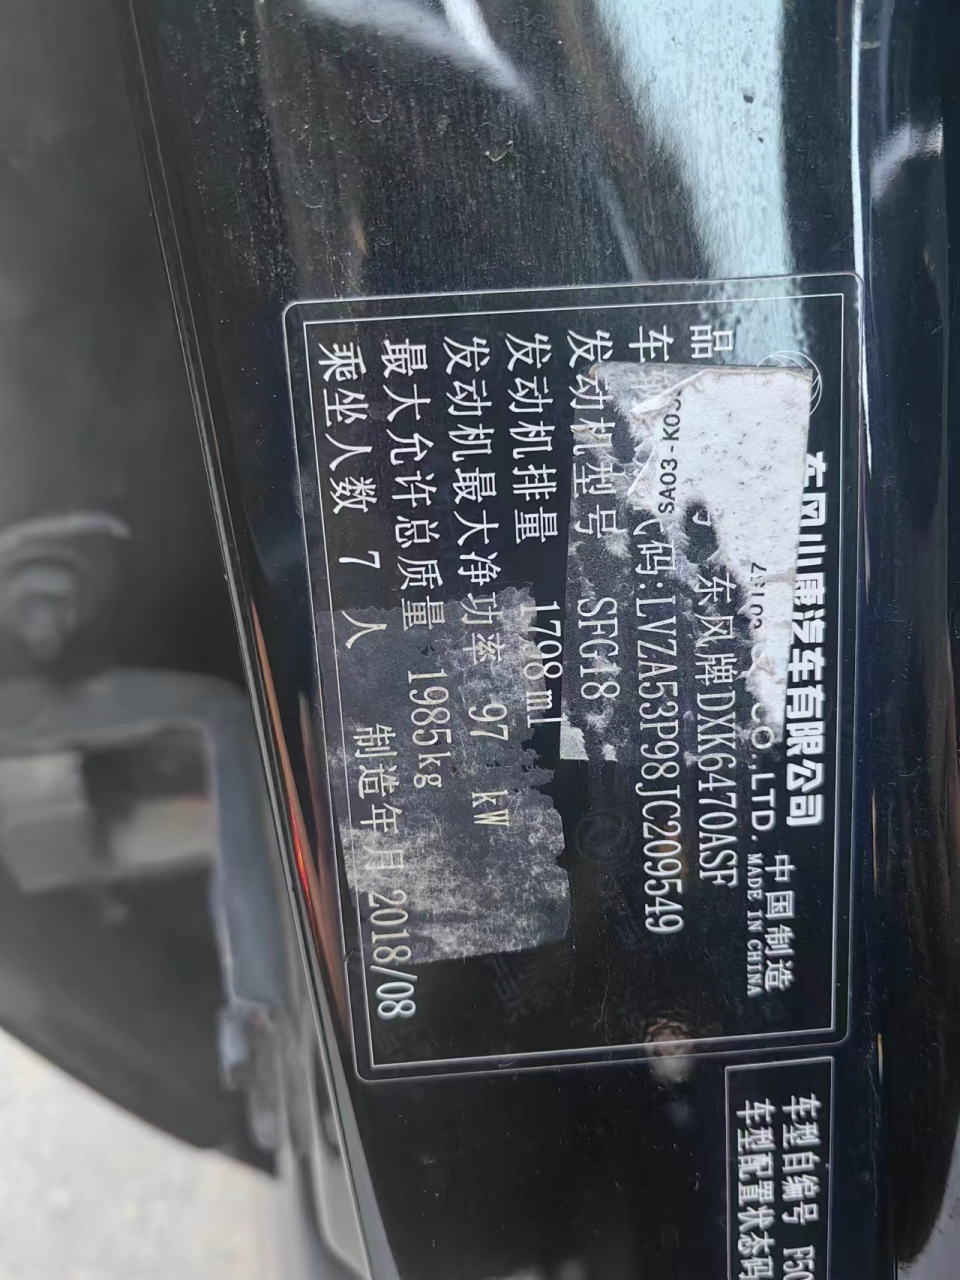 东风小康汽车有限公司
中国制造
CO.,LTD. MADE IN CHINA
品 东风牌DXK6470ASF
车 码:LVZA53P98JC209549
SA03-K0
发动机型号 SFG18
发动机排量 1798ml
发动机最大净功率 97 kW
最大允许总质量 1985kg
乘坐人数 7 人 制造年月 2018/08
车型自编号 F50
车型配置状态码